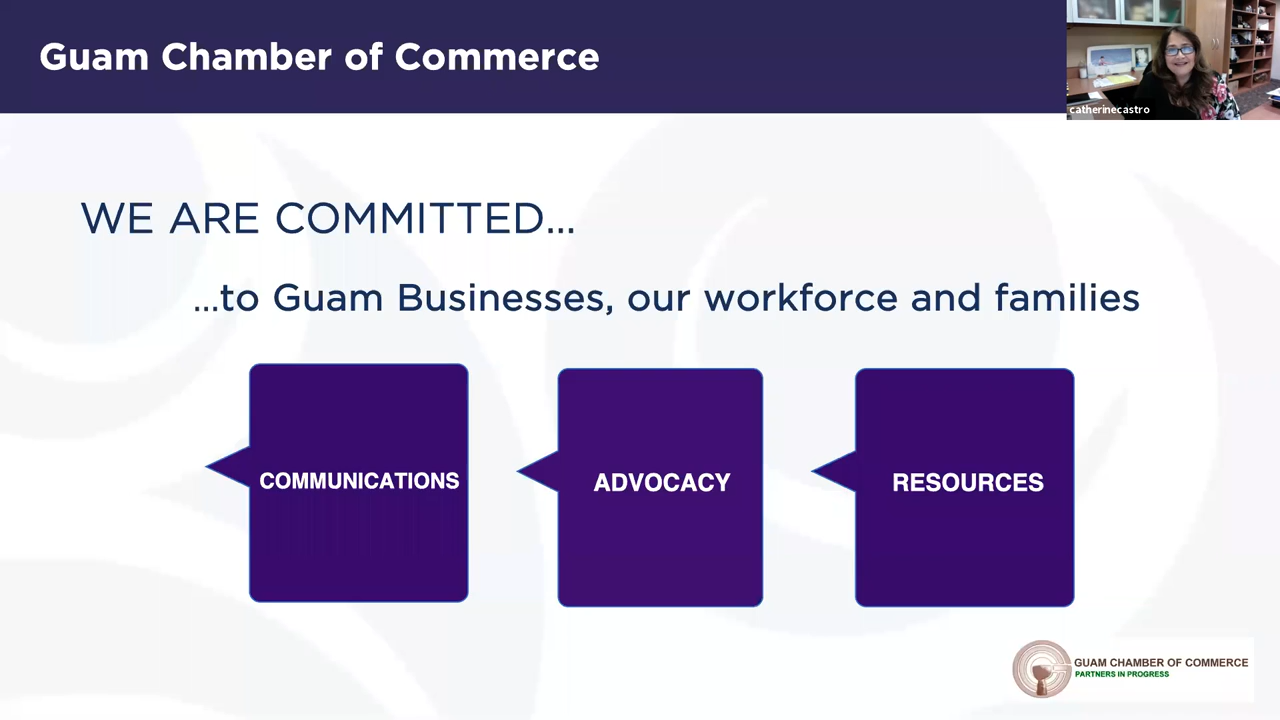 Guam Chamber of Commerce
catherinecastro
WE ARE COMMITTED...
...to Guam Businesses, our workforce and families
COMMUNICATIONS
ADVOCACY
RESOURCES
GUAM CHAMBER OF COMMERCE
PARTNERS IN PROGRESS